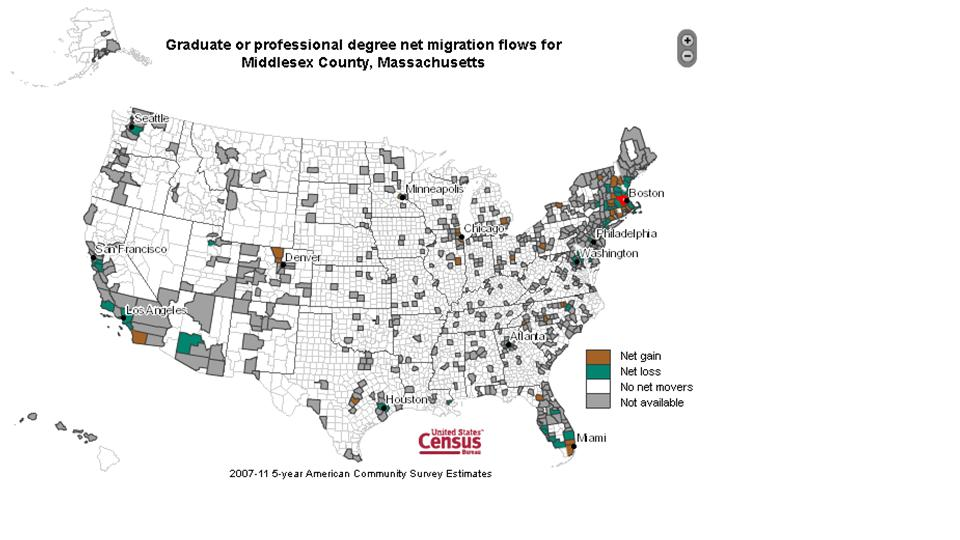 Graduate or professional degree net migration flows for
Middlesex County, Massachusetts
Seattle
Minneapolis
Boston
Chicago
Philadelphia
San Francisco
Denver
Washington
Los Angeles
Atlanta
Net gain
Net loss
No net movers
Not available
Houston
United States™
Census
Bureau
Miami
2007-11 5-year American Community Survey Estimates